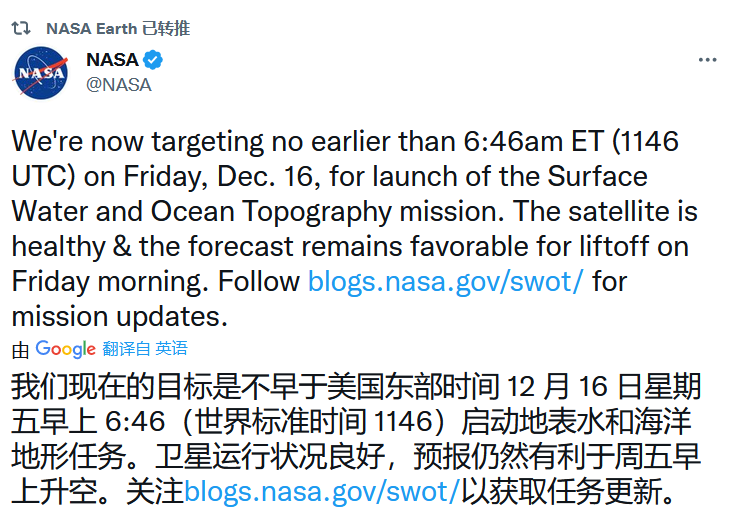 NASA Earth 已转推
NASA
NASA
@NASA
We're now targeting no earlier than 6:46am ET (1146
UTC) on Friday, Dec. 16, for launch of the Surface
Water and Ocean Topography mission. The satellite is
healthy & the forecast remains favorable for liftoff on
Friday morning. Follow blogs.nasa.gov/swot/ for
mission updates.
由 Google 翻译自 英语
我们现在的目标是不早于美国东部时间 12 月 16 日星期
五早上 6:46（世界标准时间 1146）启动地表水和海洋
地形任务。卫星运行状况良好，预报仍然有利于周五早
上升空。关注blogs.nasa.gov/swot/以获取任务更新。